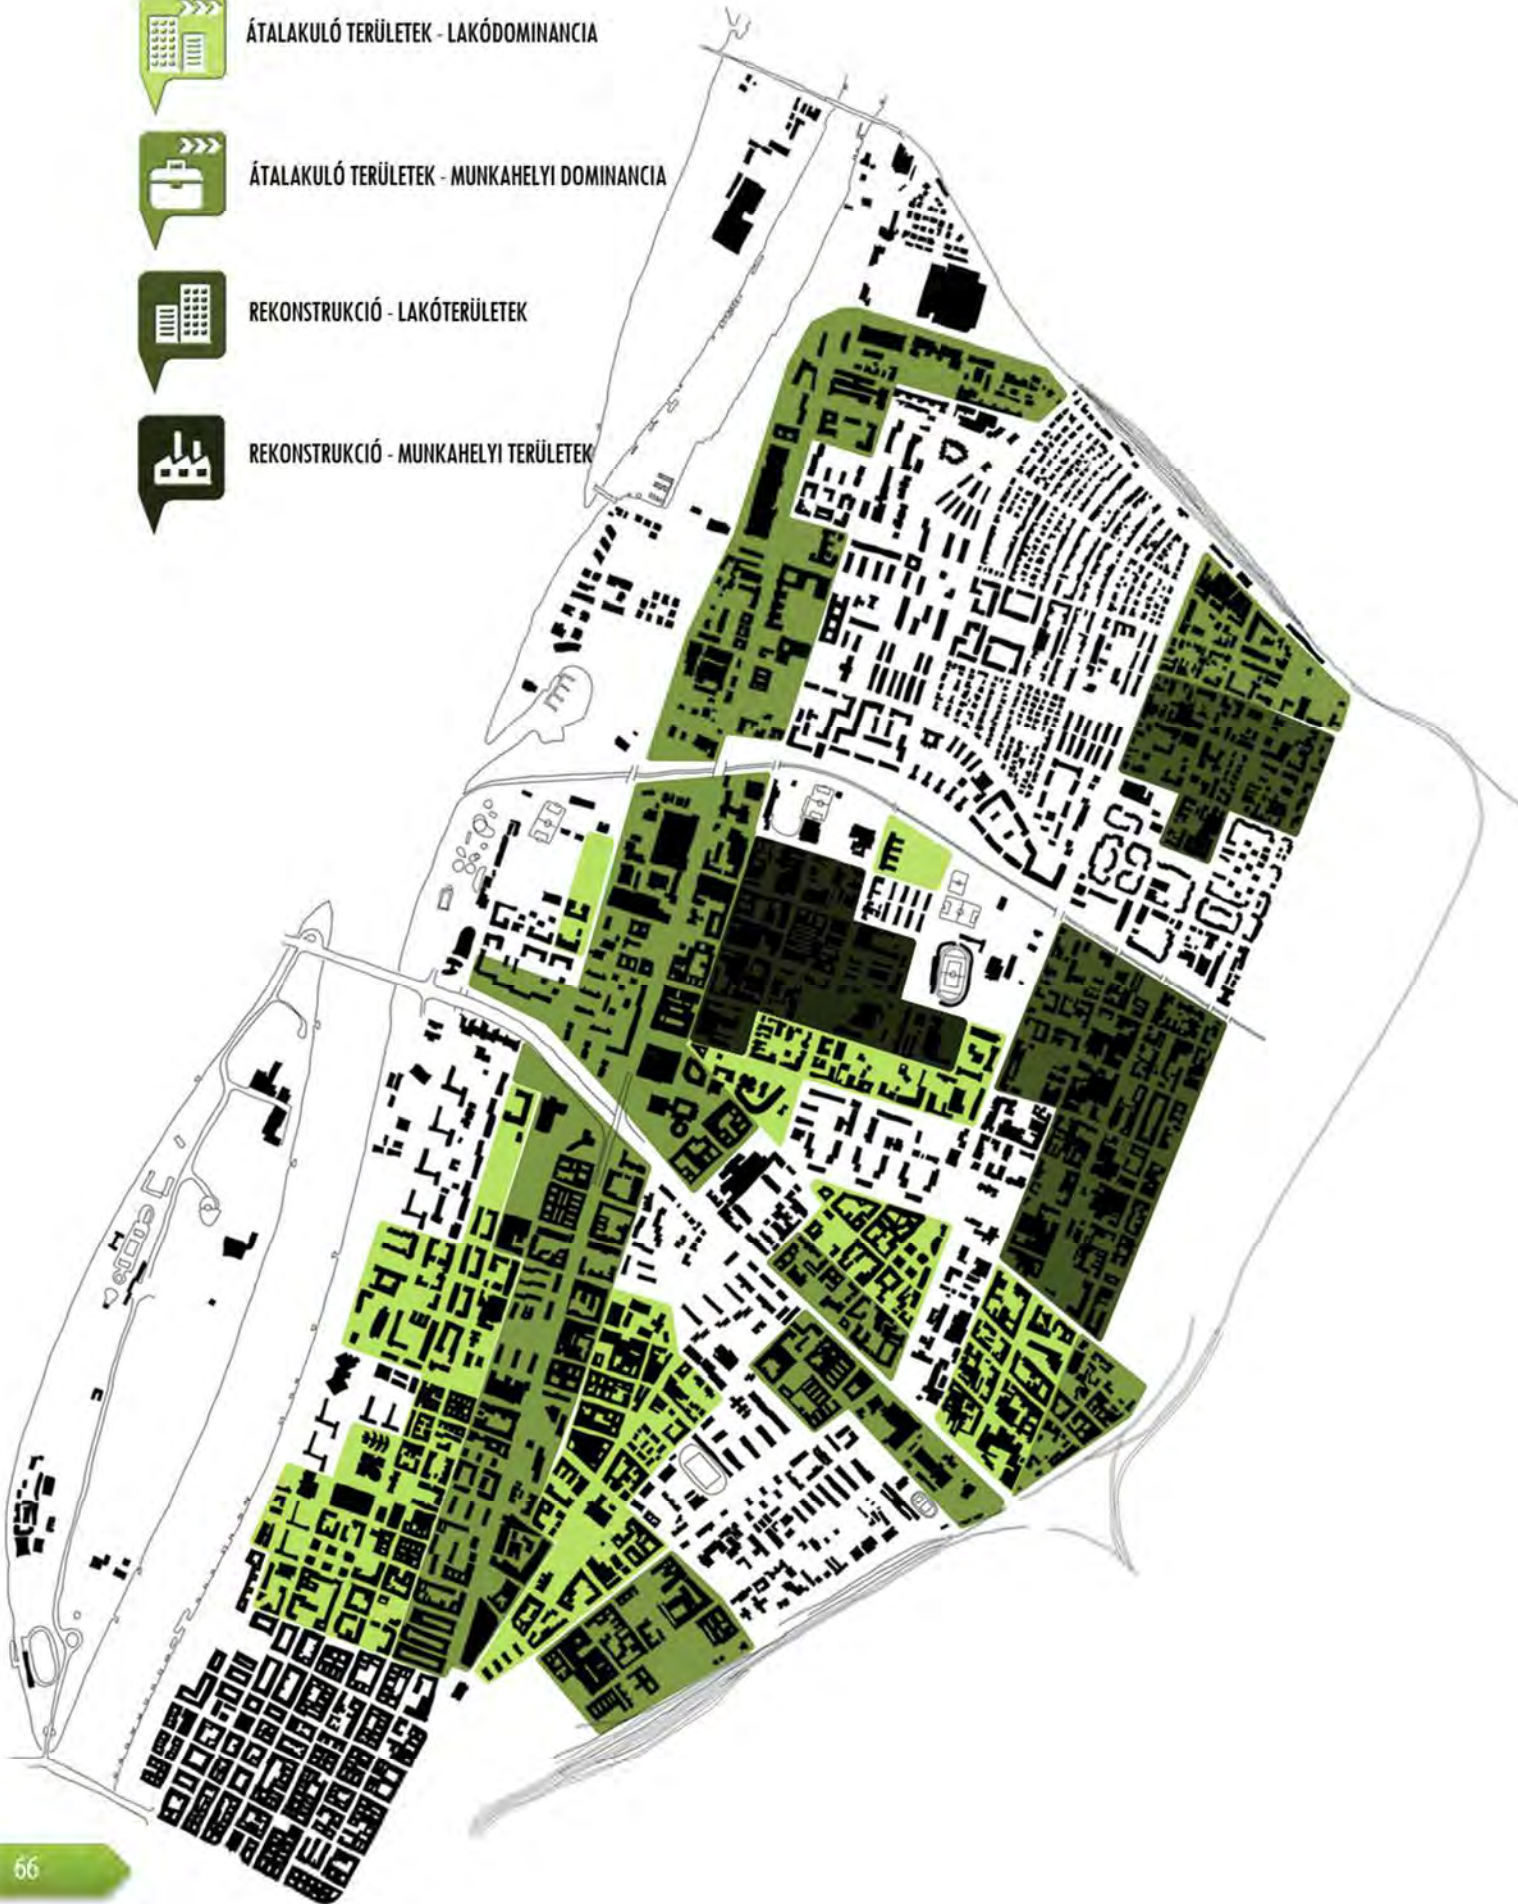 ÁTALAKULÓ TERÜLETEK - LAKÓDOMINANCIA
ÁTALAKULÓ TERÜLETEK - MUNKAHELYI DOMINANCIA
REKONSTRUKCIÓ - LAKÓTERÜLETEK
REKONSTRUKCIÓ - MUNKAHELYI TERÜLETEK
66